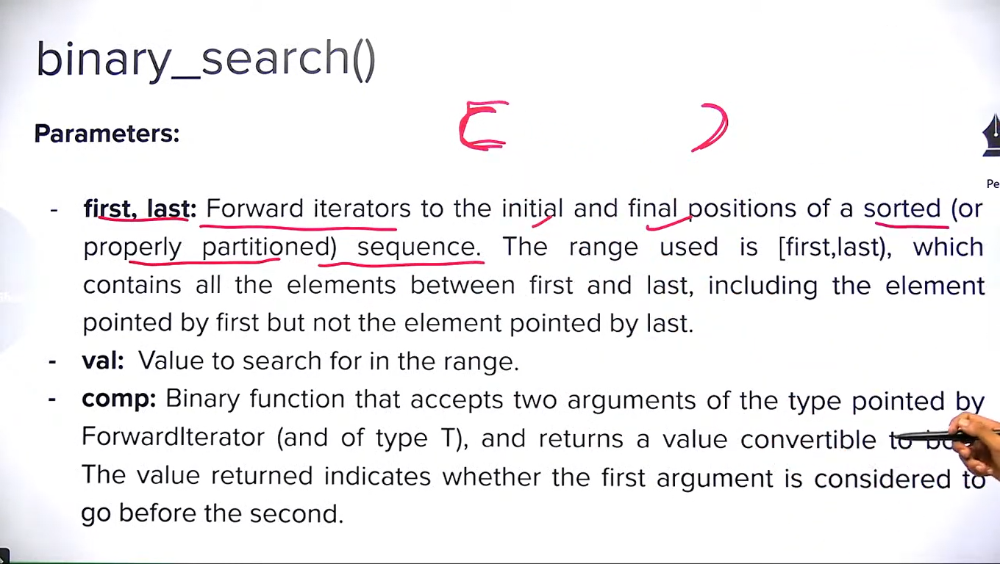 binary_search()
Parameters:
Pe
- first, last: Forward iterators to the initial and final positions of a sorted (or
properly partitioned) sequence. The range used is [first,last), which
contains all the elements between first and last, including the element
pointed by first but not the element pointed by last.
- val: Value to search for in the range.
- comp: Binary function that accepts two arguments of the type pointed by
ForwardIterator (and of type T), and returns a value convertible to
The value returned indicates whether the first argument is considered to
go before the second.